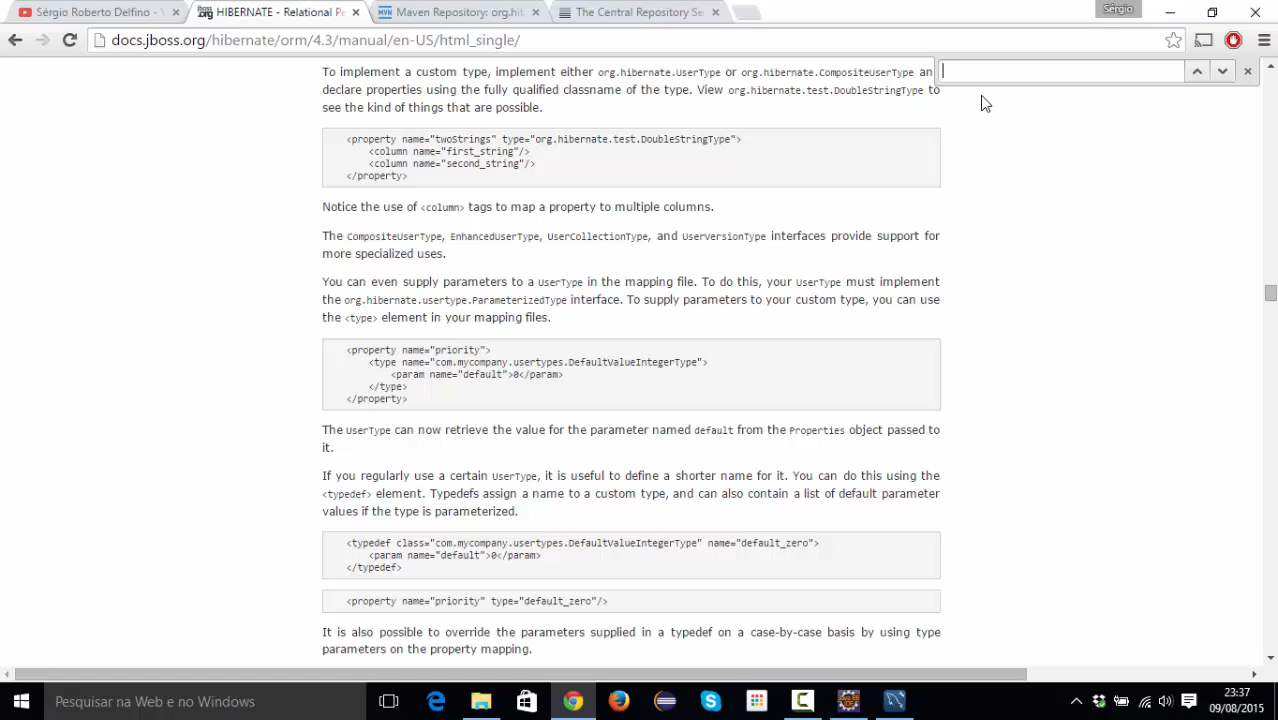 Sérgio Roberto Delfino - Y
HIBERNATE - Relational Pe
Maven Repository: org.hib
The Central Repository Se
Sérgio
docs.jboss.org/hibernate/orm/4.3/manual/en-US/html_single/
To implement a custom type, implement either org.hibernate.UserType or org.hibernate.CompositeUserType an
declare properties using the fully qualified classname of the type. View org.hibernate.test.DoubleStringType to
see the kind of things that are possible.
<property name="twoStrings" type="org.hibernate.test.DoubleStringType">
<column name="first_string"/>
<column name="second_string"/>
</property>
Notice the use of <column> tags to map a property to multiple columns.
The CompositeUserType, EnhancedUserType, UserCollectionType, and UserVersionType interfaces provide support for
more specialized uses.
You can even supply parameters to a UserType in the mapping file. To do this, your UserType must implement
the org.hibernate.usertype.ParameterizedType interface. To supply parameters to your custom type, you can use
the <type> element in your mapping files.
<property name="priority">
<type name="com.mycompany.usertypes.DefaultValueIntegerType">
<param name="default">0</param>
</type>
</property>
The UserType can now retrieve the value for the parameter named default from the Properties object passed to
it.
If you regularly use a certain UserType, it is useful to define a shorter name for it. You can do this using the
<typedef> element. Typedefs assign a name to a custom type, and can also contain a list of default parameter
values if the type is parameterized.
<typedef class="com.mycompany.usertypes.DefaultValueIntegerType" name="default_zero">
<param name="default">0</param>
</typedef>
<property name="priority" type="default_zero"/>
It is also possible to override the parameters supplied in a typedef on a case-by-case basis by using type
parameters on the property mapping.
Pesquisar na Web e no Windows
23:37
09/08/2015